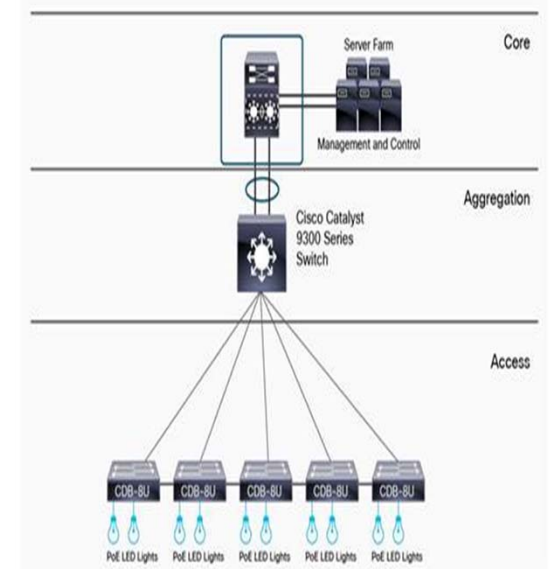 Core
Server Farm
Management and Control
Aggregation
Cisco Catalyst
9300 Series
Switch
Access
CDB-8U
CDB-8U
CDB-8U
CDB-8U
CDB-8U
PoE LED Lights
PoE LED Lights
PoE LED Lights
PoE LED Lights
PoE LED Lights